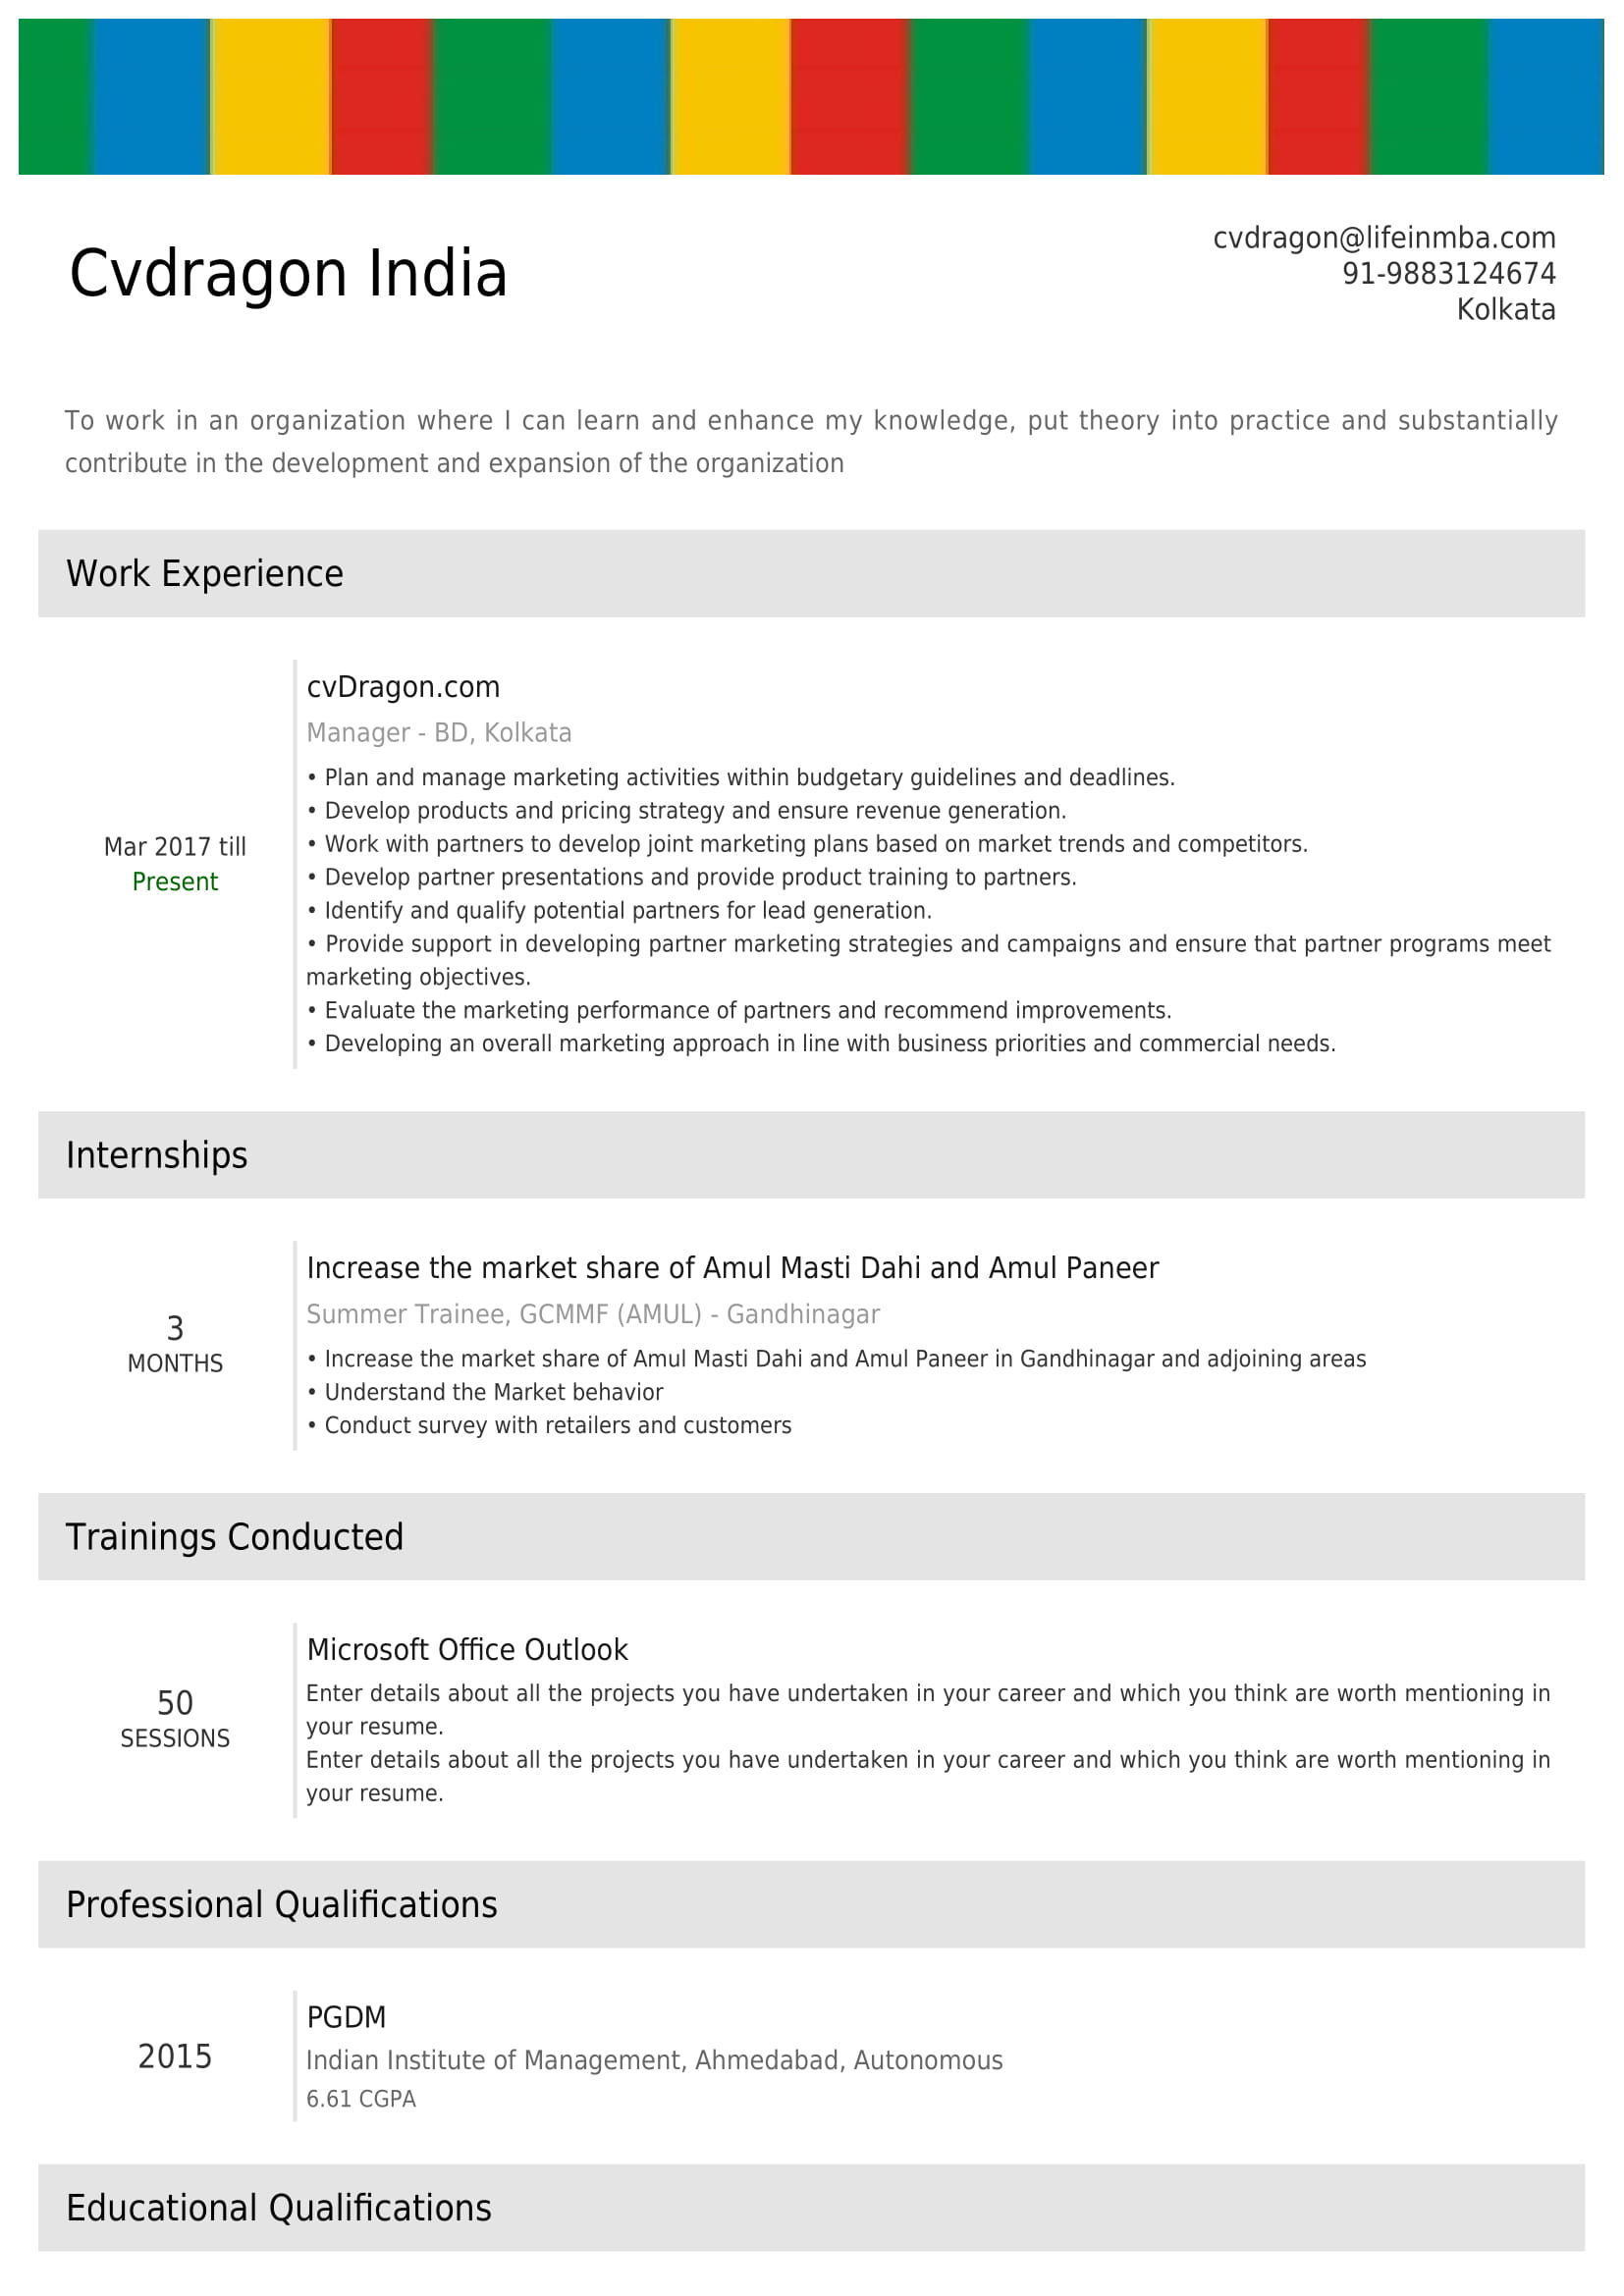 Cvdragon India
cvdragon@lifeinmba.com
91-9883124674
Kolkata
To work in an organization where I can learn and enhance my knowledge, put theory into practice and substantially
contribute in the development and expansion of the organization
Work Experience
Mar 2017 till
Present
cvDragon.com
Manager - BD, Kolkata
• Plan and manage marketing activities within budgetary guidelines and deadlines.
• Develop products and pricing strategy and ensure revenue generation.
• Work with partners to develop joint marketing plans based on market trends and competitors.
• Develop partner presentations and provide product training to partners.
• Identify and qualify potential partners for lead generation.
• Provide support in developing partner marketing strategies and campaigns and ensure that partner programs meet
marketing objectives.
• Evaluate the marketing performance of partners and recommend improvements.
• Developing an overall marketing approach in line with business priorities and commercial needs.
Internships
3
MONTHS
Increase the market share of Amul Masti Dahi and Amul Paneer
Summer Trainee, GCMMF (AMUL) - Gandhinagar
• Increase the market share of Amul Masti Dahi and Amul Paneer in Gandhinagar and adjoining areas
• Understand the Market behavior
• Conduct survey with retailers and customers
Trainings Conducted
50
SESSIONS
Microsoft Office Outlook
Enter details about all the projects you have undertaken in your career and which you think are worth mentioning in
your resume.
Enter details about all the projects you have undertaken in your career and which you think are worth mentioning in
your resume.
Professional Qualifications
2015
PGDM
Indian Institute of Management, Ahmedabad, Autonomous
6.61 CGPA
Educational Qualifications